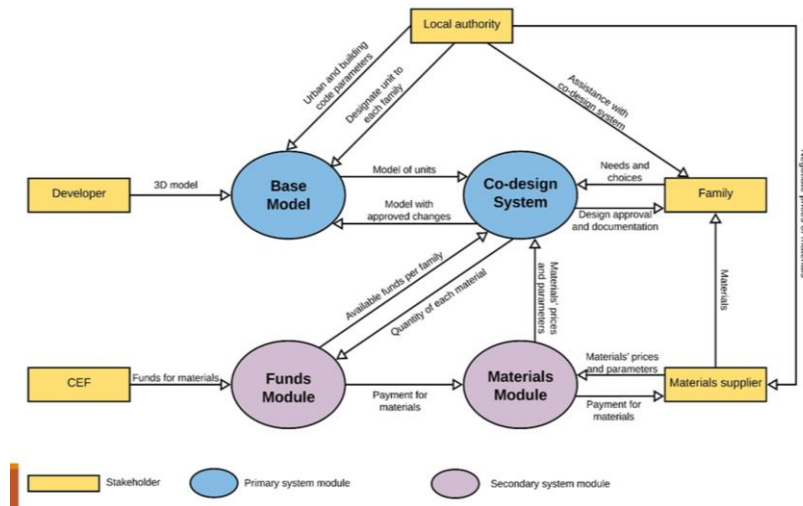 Local authority
Urban and building
code parameters
Designate unit to
each family
Assistance with
co-design system
Developer
3D model
Base
Model
Model of units
Model with
approved changes
Co-design
System
Needs and
choices
Design approval
and documentation
Family
Available funds per family
Quantity of each material
Materials' prices
and parameters
Materials
CEF
Funds for materials
Funds
Module
Payment for
materials
Materials
Module
Materials' prices
and parameters
Payment for
materials
Materials supplier
Stakeholder
Primary system module
Secondary system module